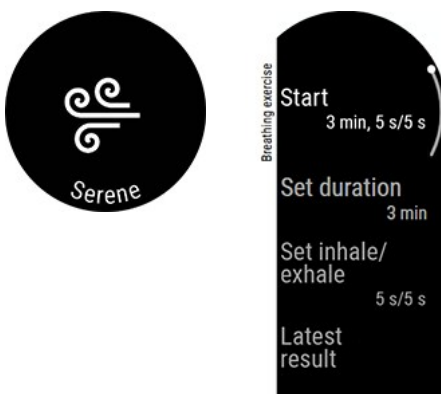 Serene
Breathing exercise
Start
3 min, 5 s/5 s
Set duration
3 min
Set inhale/
exhale
5 s/5 s
Latest
result